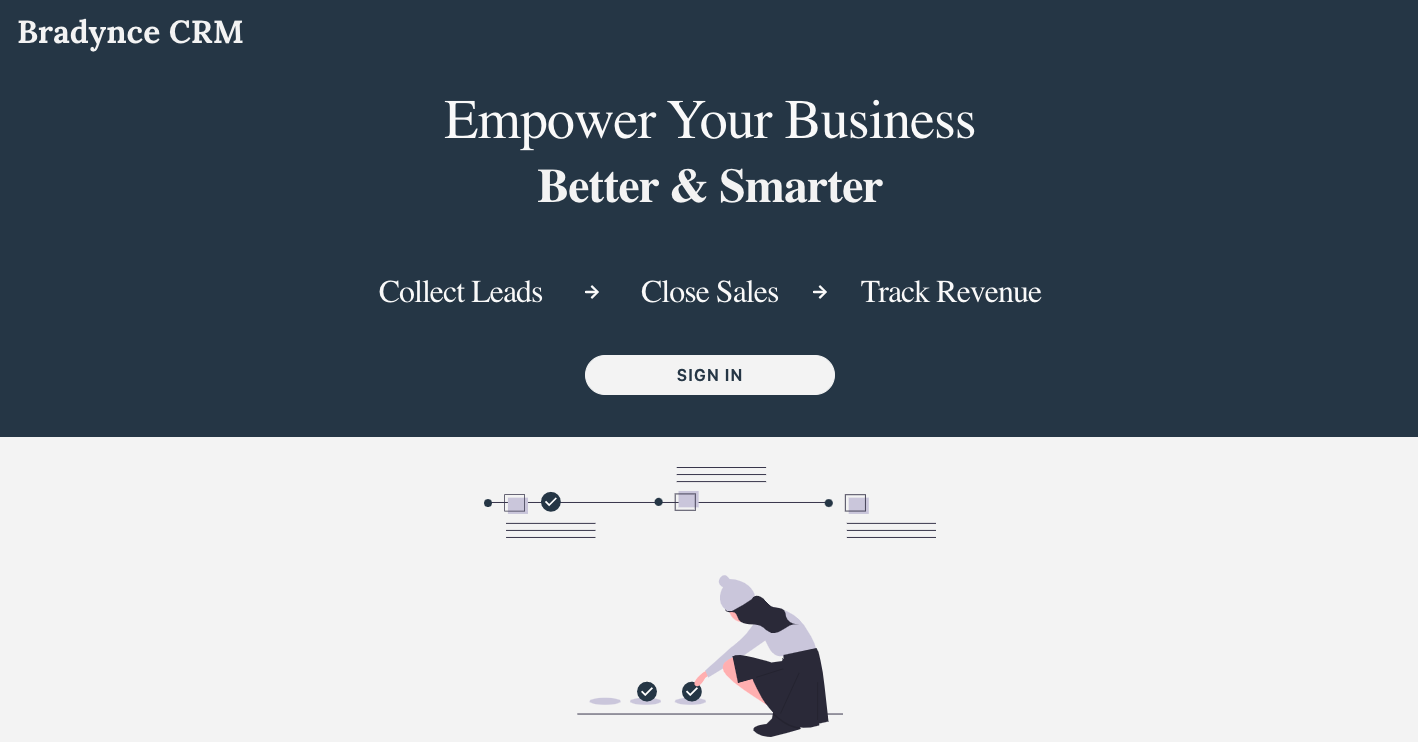 Bradynce CRM
Empower Your Business
Better & Smarter
Collect Leads → Close Sales → Track Revenue
SIGN IN